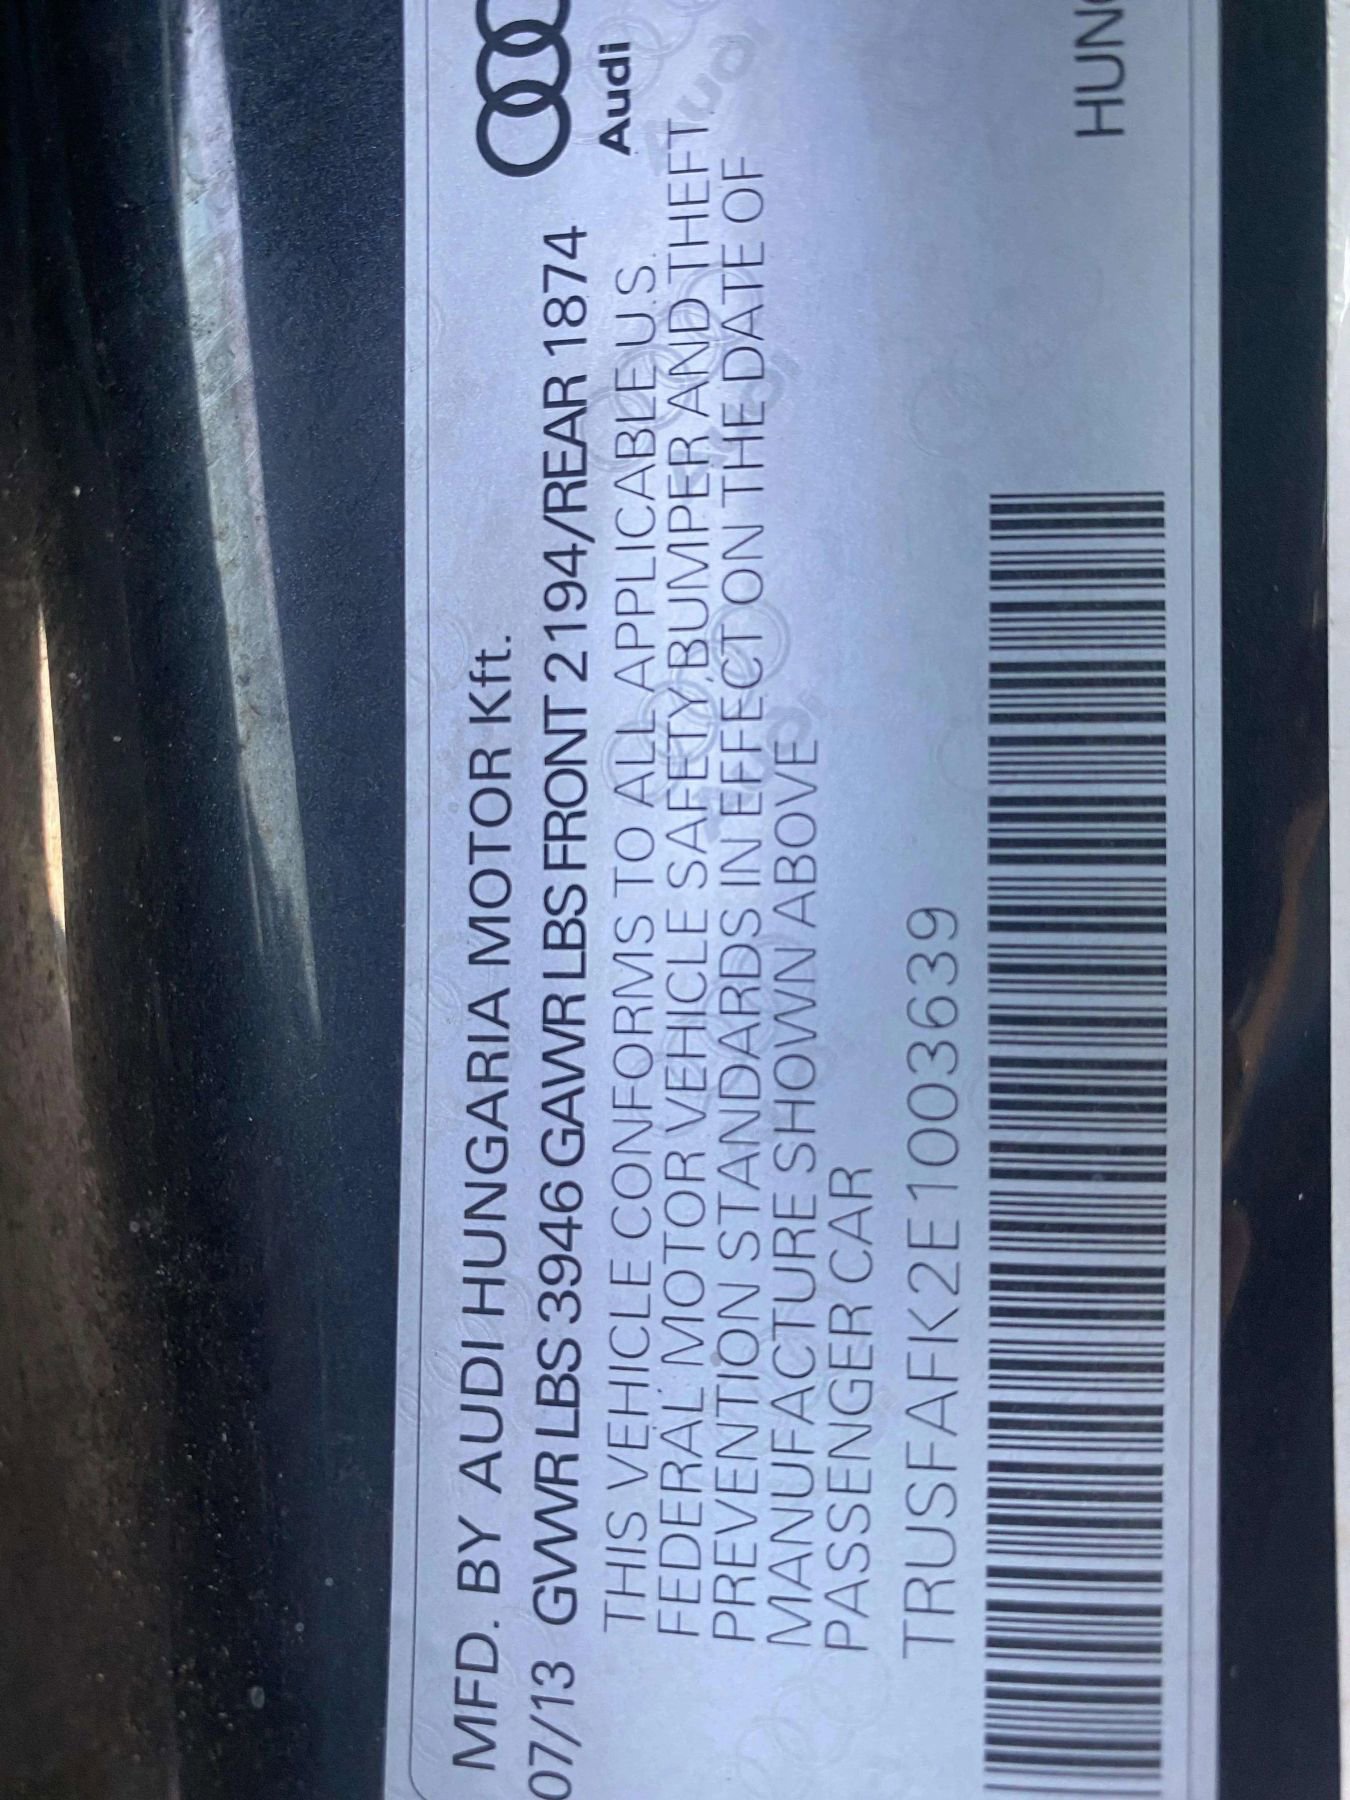 MFD. BY AUDI HUNGARIA MOTOR Kft.
07/13 GVWR LBS 3946 GAWR LBS FRONT 2194/REAR 1874
Audi
THIS VEHICLE CONFORMS TO ALL APPLICABLE U.S.
FEDERAL MOTOR VEHICLE SAFETY,BUMPER AND THEFT
PREVENTION STANDARDS IN EFFECT ON THE DATE OF
MANUFACTURE SHOWN ABOVE
PASSENGER CAR
TRUSFAFK2E1003639
HUNG